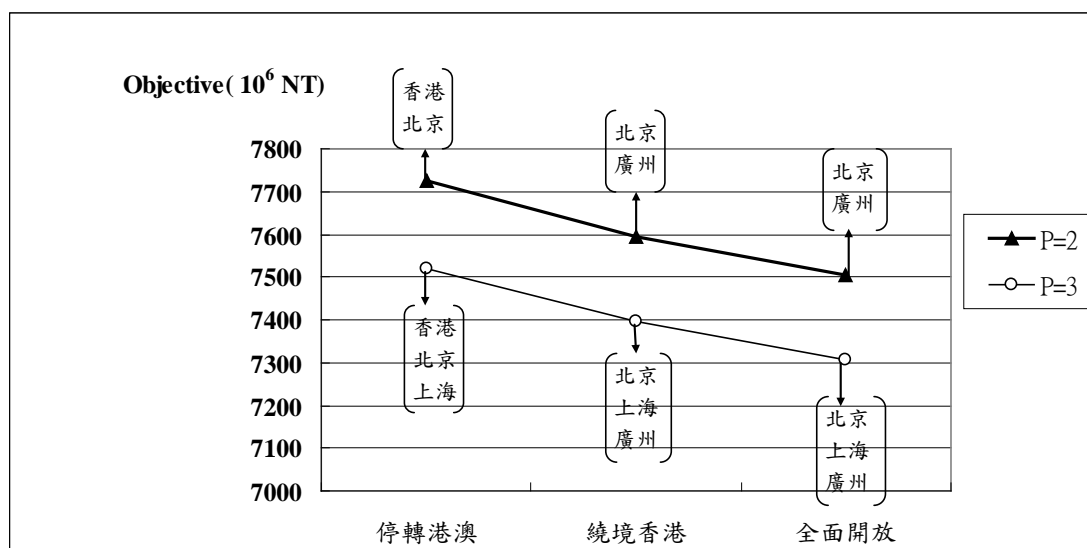 Objective( 10⁶ NT)
香港
北京
北京
廣州
北京
廣州
7800
7700
7600
7500
7400
7300
7200
7100
7000
香港
北京
上海
北京
上海
廣州
北京
上海
廣州
P=2
P=3
停轉港澳
繞境香港
全面開放